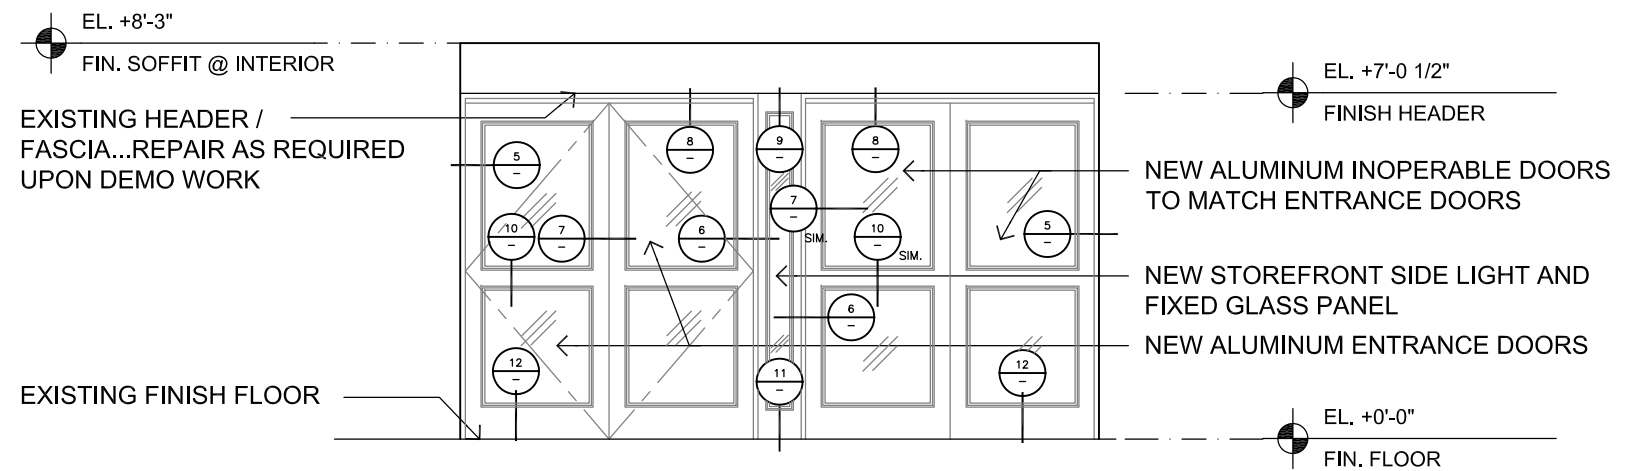 EL. +8'-3"
FIN. SOFFIT @ INTERIOR
EXISTING HEADER /
FASCIA...REPAIR AS REQUIRED
UPON DEMO WORK
EXISTING FINISH FLOOR
5
–
8
–
9
–
8
–
7
–
SIM.
10
–
7
–
6
–
10
–
SIM.
5
–
6
–
12
–
11
–
12
–
EL. +7'-0 1/2"
FINISH HEADER
NEW ALUMINUM INOPERABLE DOORS
TO MATCH ENTRANCE DOORS
NEW STOREFRONT SIDE LIGHT AND
FIXED GLASS PANEL
NEW ALUMINUM ENTRANCE DOORS
EL. +0'-0"
FIN. FLOOR